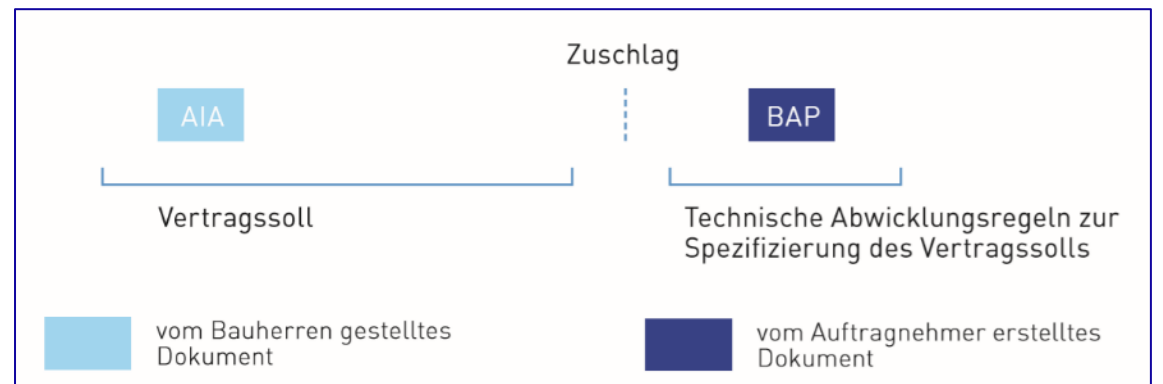 Zuschlag
AIA
BAP
Vertragssoll
Technische Abwicklungsregeln zur
Spezifizierung des Vertragssolls
vom Bauherren gestelltes
Dokument
vom Auftragnehmer erstelltes
Dokument